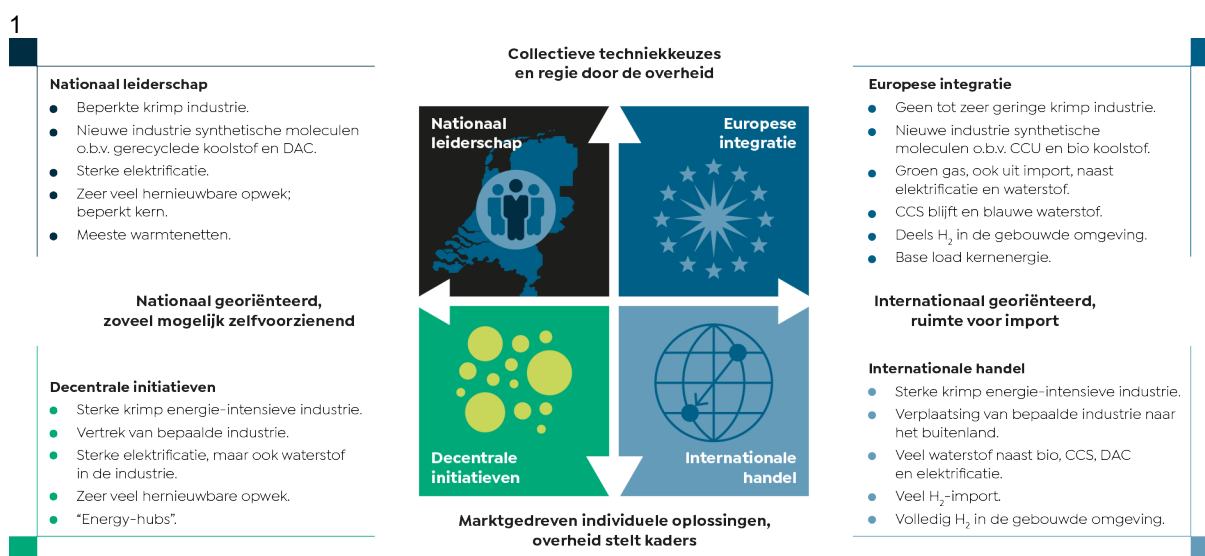 1
Collectieve techniekkeuzes
en regie door de overheid
Nationaal leiderschap
Beperkte krimp industrie.
Nieuwe industrie synthetische moleculen
o.b.v. gerecyclede koolstof en DAC.
Sterke elektrificatie.
Zeer veel hernieuwbare opwek;
beperkt kern.
Meeste warmtenetten.
Nationaal
leiderschap
Europese
integratie
Europese integratie
Geen tot zeer geringe krimp industrie.
Nieuwe industrie synthetische
moleculen o.b.v. CCU en bio koolstof.
Groen gas, ook uit import, naast
elektrificatie en waterstof.
CCS blijft en blauwe waterstof.
Deels H₂ in de gebouwde omgeving.
Base load kernenergie.
Nationaal georiënteerd,
zoveel mogelijk zelfvoorzienend
Internationaal georiënteerd,
ruimte voor import
Decentrale initiatieven
Sterke krimp energie-intensieve industrie.
Vertrek van bepaalde industrie.
Sterke elektrificatie, maar ook waterstof
in de industrie.
Zeer veel hernieuwbare opwek.
“Energy-hubs”.
Decentrale
initiatieven
Internationale
handel
Internationale handel
Sterke krimp energie-intensieve industrie.
Verplaatsing van bepaalde industrie naar
het buitenland.
Veel waterstof naast bio, CCS, DAC
en elektrificatie.
Veel H₂-import.
Volledig H₂ in de gebouwde omgeving.
Marktgedreven individuele oplossingen,
overheid stelt kaders